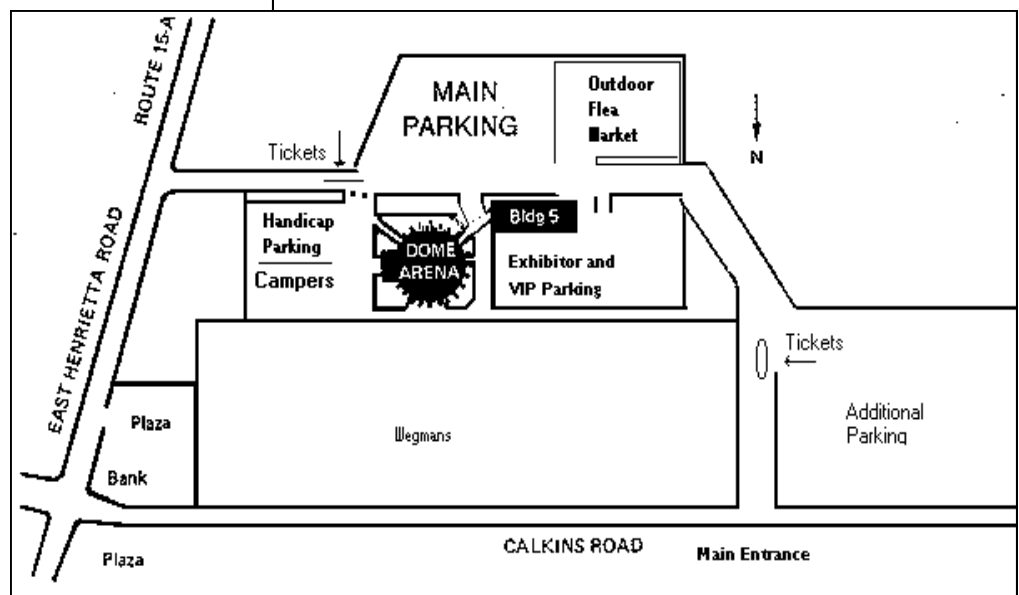 ROUTE 15-A
EAST HENRIETTA ROAD
MAIN
PARKING
Outdoor
Flea
Market
N
Tickets
Handicap
Parking
Campers
DOME
ARENA
Bldg 5
Exhibitor and
VIP Parking
Tickets
Additional
Parking
Plaza
Bank
Wegmans
CALKINS ROAD
Main Entrance
Plaza